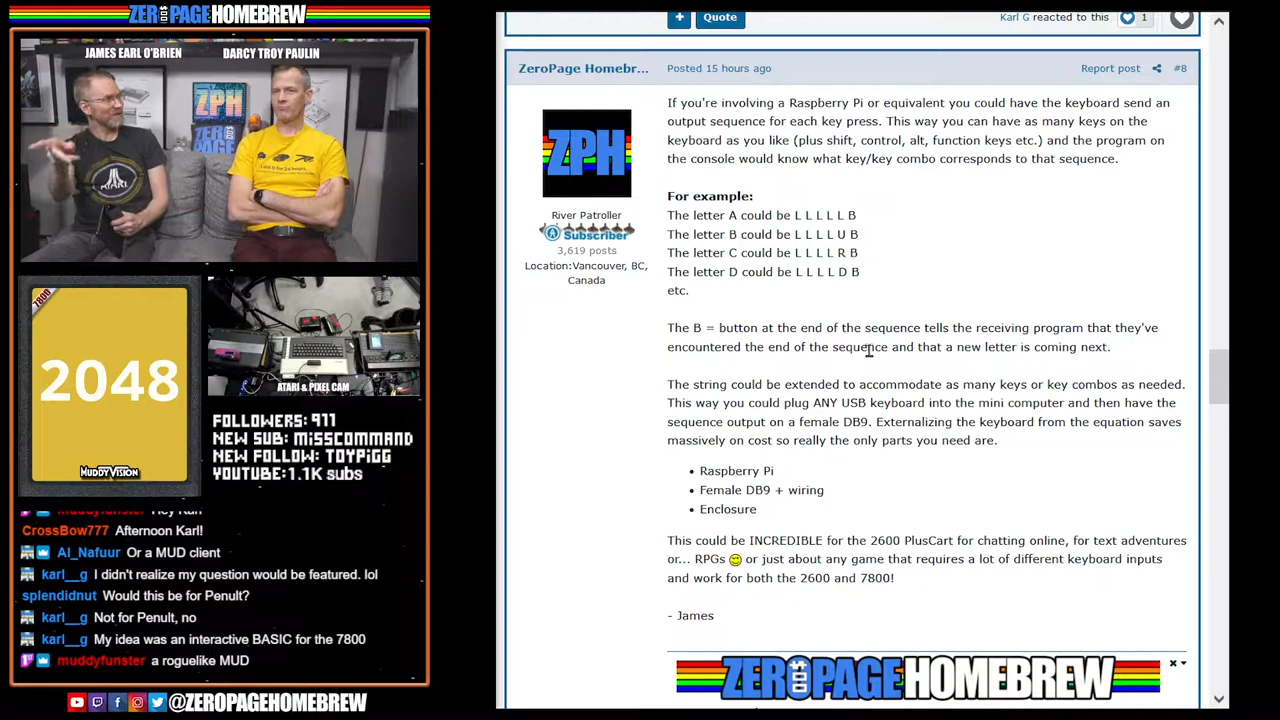 ZEROPAGE HOMEBREW
JAMES EARL O'BRIEN
DARCY TROY PAULIN
ZPH
ATARI
7800
2048
MUDDYVISION
ATARI & PIXEL CAM
FOLLOWERS: 911
NEW SUB: MISSCOMMAND
NEW FOLLOW: TOYPIGG
YOUTUBE: 1.1K SUBS
muddyfunster Hey Karl
CrossBow777 Afternoon Karl!
Al_Nafuur Or a MUD client
karl__g I didn't realize my question would be featured. lol
splendidnut Would this be for Penult?
karl__g Not for Penult, no
karl__g My idea was an interactive BASIC for the 7800
muddyfunster a roguelike MUD
@ZEROPAGEHOMEBREW
+ Quote
Karl G reacted to this
1
ZeroPage Homebr...
Posted 15 hours ago
Report post
#8
ZPH
River Patroller
Subscriber
3,619 posts
Location:Vancouver, BC,
Canada
If you're involving a Raspberry Pi or equivalent you could have the keyboard send an
output sequence for each key press. This way you can have as many keys on the
keyboard as you like (plus shift, control, alt, function keys etc.) and the program on
the console would know what key/key combo corresponds to that sequence.
For example:
The letter A could be L L L L L B
The letter B could be L L L L U B
The letter C could be L L L L R B
The letter D could be L L L L D B
etc.
The B = button at the end of the sequence tells the receiving program that they've
encountered the end of the sequence and that a new letter is coming next.
The string could be extended to accommodate as many keys or key combos as needed.
This way you could plug ANY USB keyboard into the mini computer and then have the
sequence output on a female DB9. Externalizing the keyboard from the equation saves
massively on cost so really the only parts you need are.
• Raspberry Pi
• Female DB9 + wiring
• Enclosure
This could be INCREDIBLE for the 2600 PlusCart for chatting online, for text adventures
or... RPGs or just about any game that requires a lot of different keyboard inputs
and work for both the 2600 and 7800!
- James
ZEROPAGEHOMEBREW